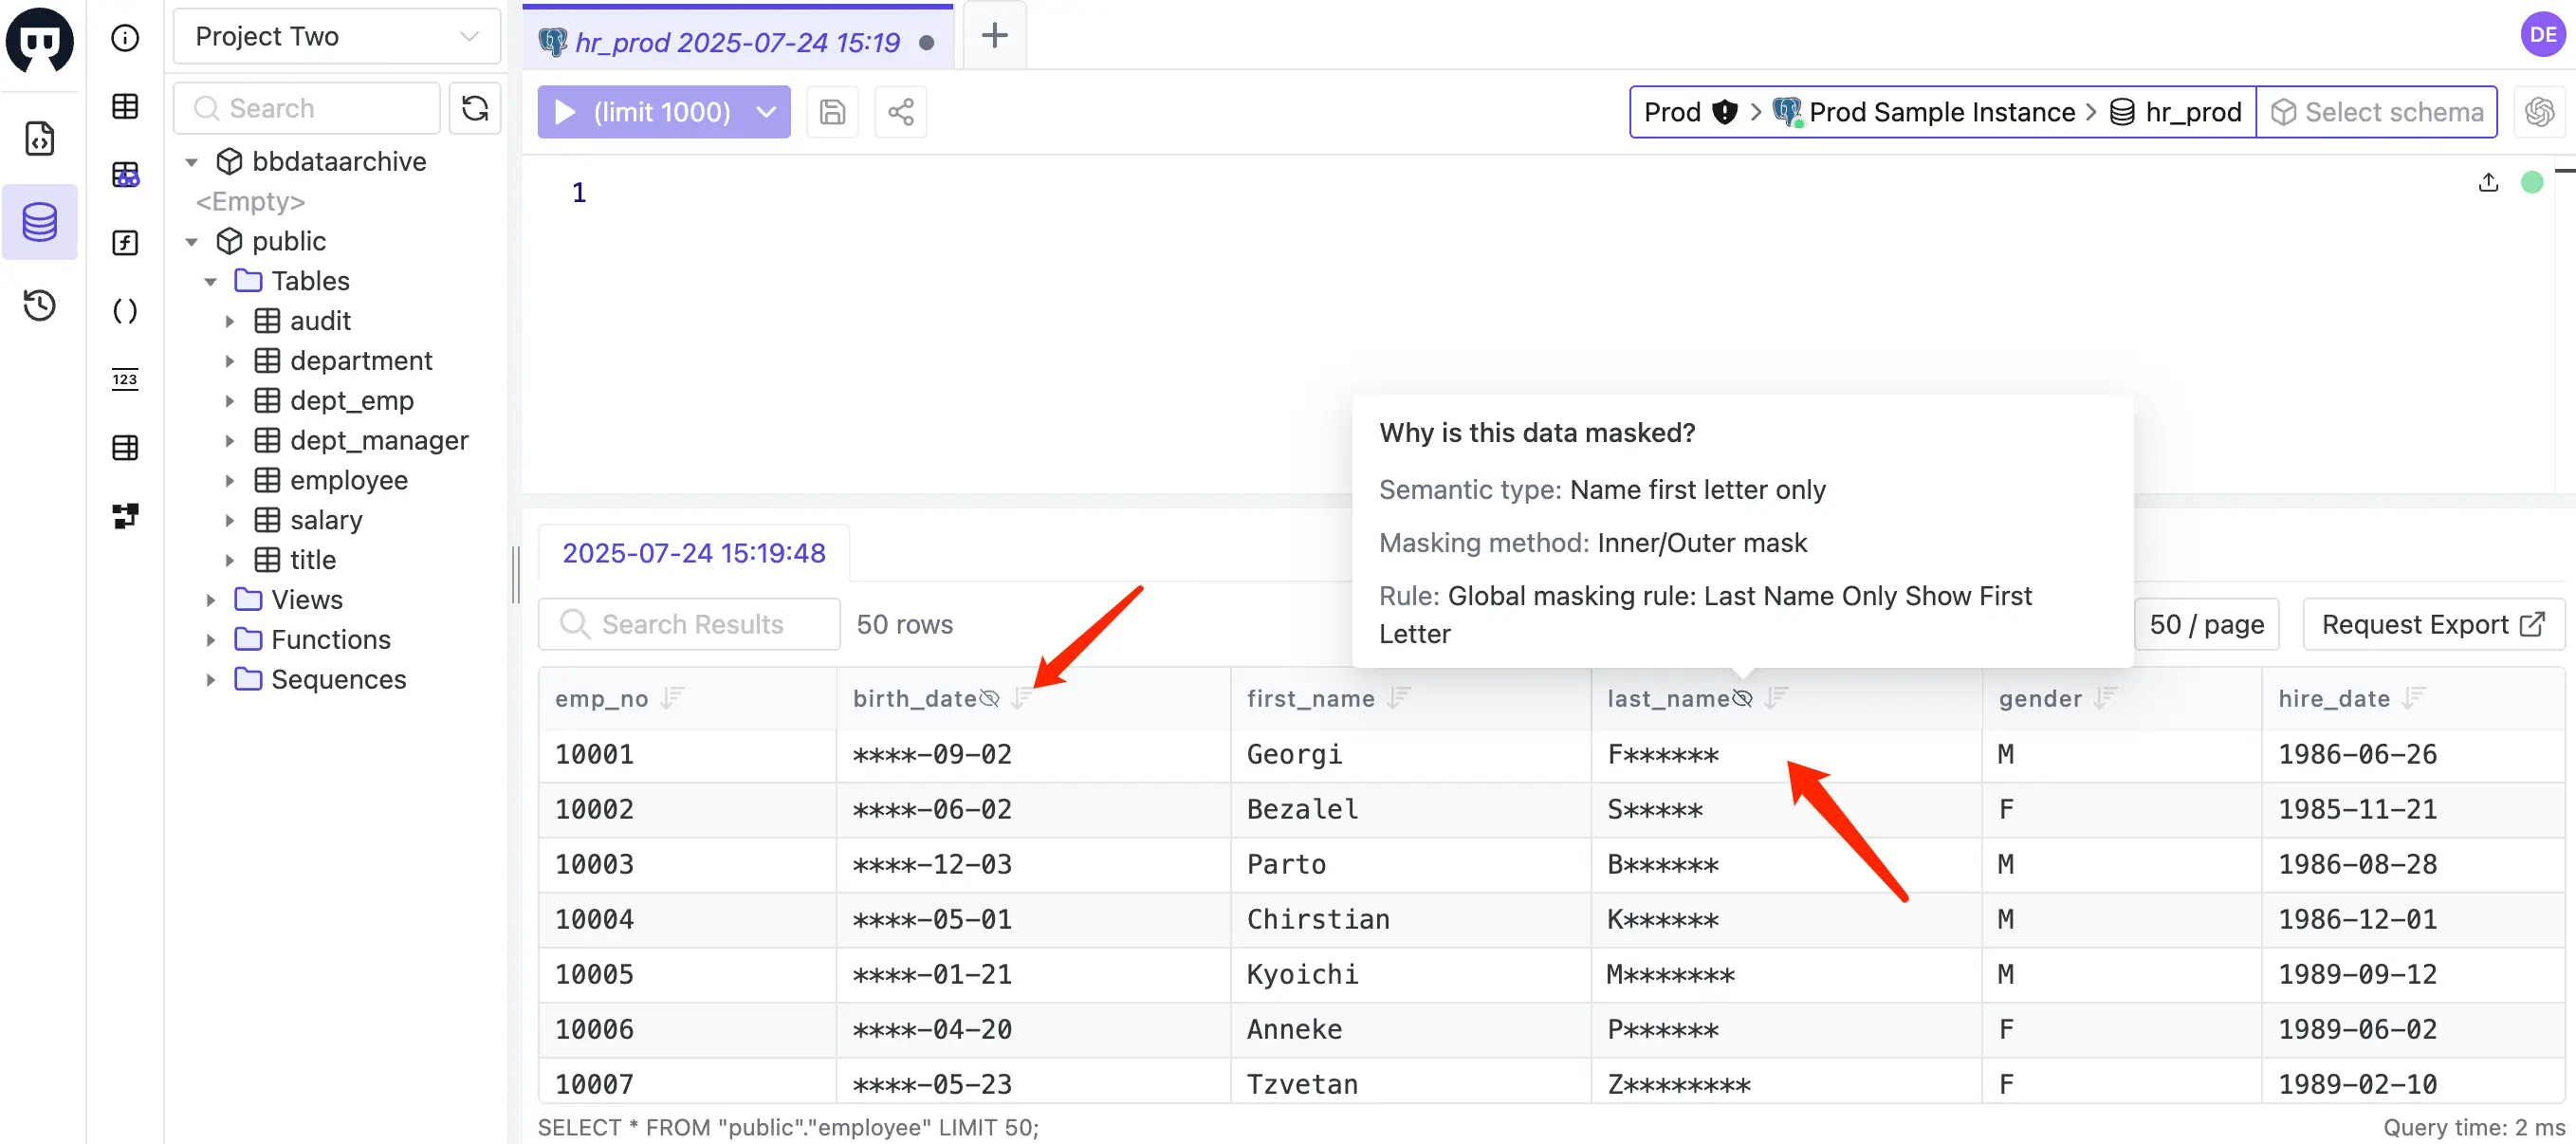 Project Two
hr_prod 2025-07-24 15:19
DE
Search
(limit 1000)
Prod > Prod Sample Instance > hr_prod
Select schema
bbdataarchive
<Empty>
public
Tables
audit
department
dept_emp
dept_manager
employee
salary
title
Views
Functions
Sequences
123
1
Why is this data masked?
Semantic type: Name first letter only
Masking method: Inner/Outer mask
Rule: Global masking rule: Last Name Only Show First
Letter
2025-07-24 15:19:48
Search Results
50 rows
50 / page
Request Export
emp_no birth_date first_name last_name gender hire_date
10001 ****-09-02 Georgi F****** M 1986-06-26
10002 ****-06-02 Bezalel S***** F 1985-11-21
10003 ****-12-03 Parto B****** M 1986-08-28
10004 ****-05-01 Chirstian K****** M 1986-12-01
10005 ****-01-21 Kyoichi M******* M 1989-09-12
10006 ****-04-20 Anneke P****** F 1989-06-02
10007 ****-05-23 Tzvetan Z******** F 1989-02-10
SELECT * FROM "public"."employee" LIMIT 50;
Query time: 2 ms